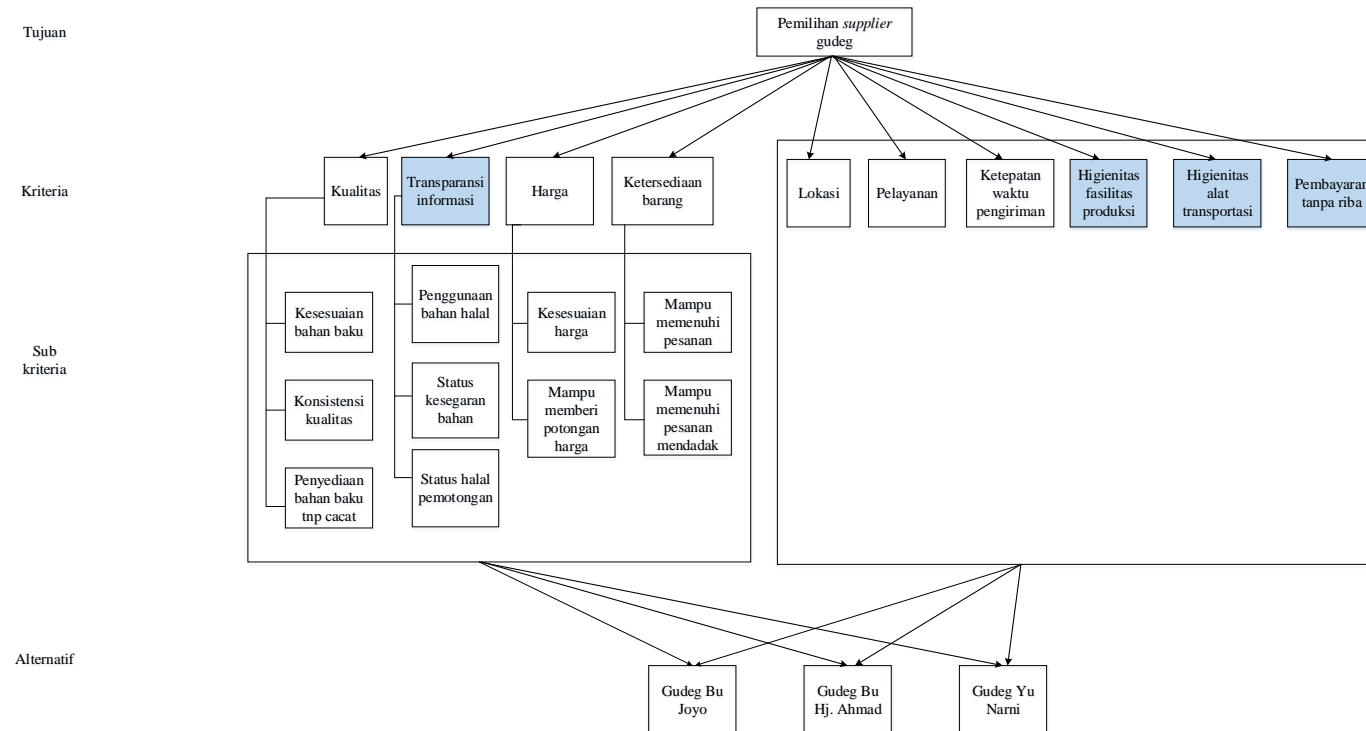 Tujuan
Pemilihan supplier
gudeg
Kriteria
Kualitas
Transparansi
informasi
Harga
Ketersediaan
barang
Lokasi
Pelayanan
Ketepatan
waktu
pengiriman
Higienitas
fasilitas
produksi
Higienitas
alat
transportasi
Pembayaran
tanpa riba
Sub
kriteria
Kesesuaian
bahan baku
Konsistensi
kualitas
Penyediaan
bahan baku
tnp cacat
Penggunaan
bahan halal
Status
kesegaran
bahan
Status halal
pemotongan
Kesesuaian
harga
Mampu
memberi
potongan
harga
Mampu
memenuhi
pesanan
Mampu
memenuhi
pesanan
mendadak
Alternatif
Gudeg Bu
Joyo
Gudeg Bu
Hj. Ahmad
Gudeg Yu
Narni